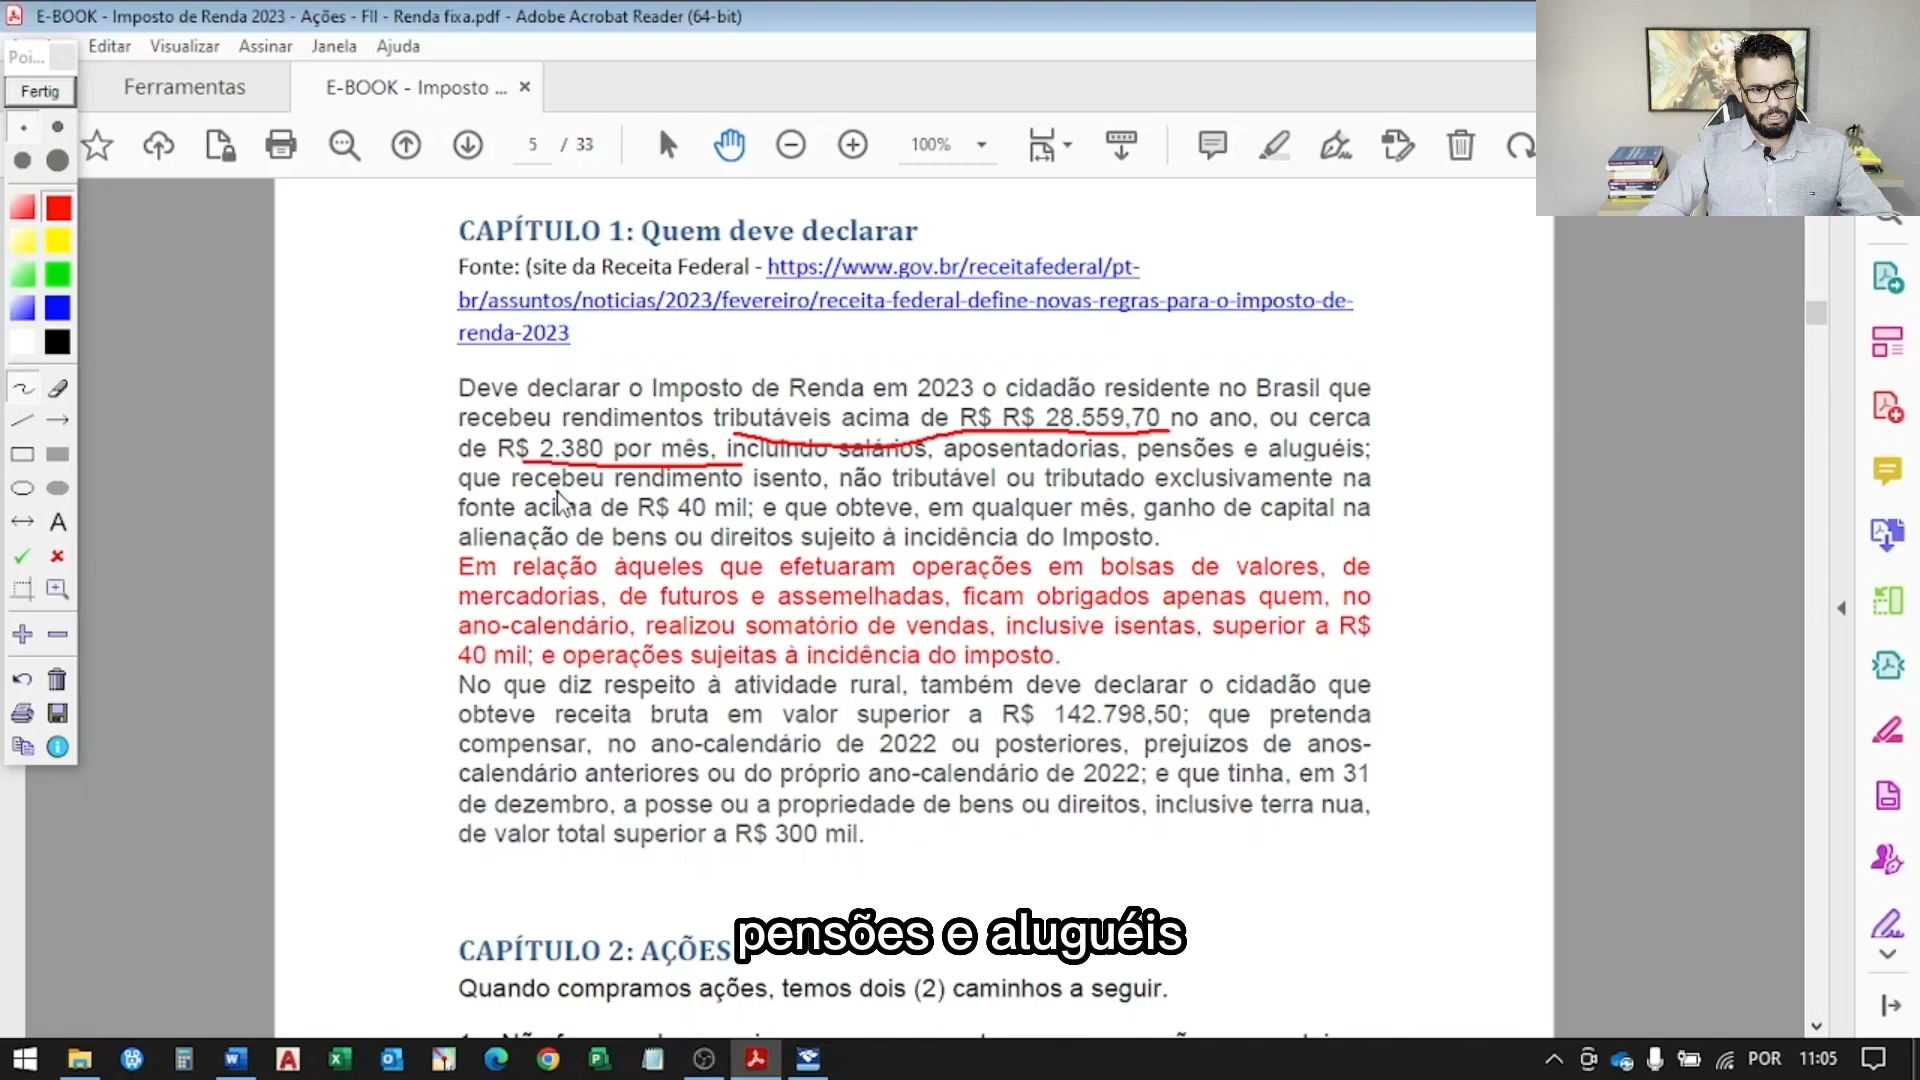 E-BOOK - Imposto de Renda 2023 - Ações - FII - Renda fixa.pdf - Adobe Acrobat Reader (64-bit)
Editar Visualizar Assinar Janela Ajuda
Poi...
Fertig
Ferramentas
E-BOOK - Imposto ... ×
5 / 33
100%
CAPÍTULO 1: Quem deve declarar
Fonte: (site da Receita Federal - https://www.gov.br/receitafederal/pt-
br/assuntos/noticias/2023/fevereiro/receita-federal-define-novas-regras-para-o-imposto-de-
renda-2023
Deve declarar o Imposto de Renda em 2023 o cidadão residente no Brasil que
recebeu rendimentos tributáveis acima de R$ R$ 28.559,70 no ano, ou cerca
de R$ 2.380 por mês, incluindo salários, aposentadorias, pensões e aluguéis;
que recebeu rendimento isento, não tributável ou tributado exclusivamente na
fonte acima de R$ 40 mil; e que obteve, em qualquer mês, ganho de capital na
alienação de bens ou direitos sujeito à incidência do Imposto.
Em relação àqueles que efetuaram operações em bolsas de valores, de
mercadorias, de futuros e assemelhadas, ficam obrigados apenas quem, no
ano-calendário, realizou somatório de vendas, inclusive isentas, superior a R$
40 mil; e operações sujeitas à incidência do imposto.
No que diz respeito à atividade rural, também deve declarar o cidadão que
obteve receita bruta em valor superior a R$ 142.798,50; que pretenda
compensar, no ano-calendário de 2022 ou posteriores, prejuízos de anos-
calendário anteriores ou do próprio ano-calendário de 2022; e que tinha, em 31
de dezembro, a posse ou a propriedade de bens ou direitos, inclusive terra nua,
de valor total superior a R$ 300 mil.
CAPÍTULO 2: AÇÕES
pensões e aluguéis
Quando compramos ações, temos dois (2) caminhos a seguir.
POR 11:05